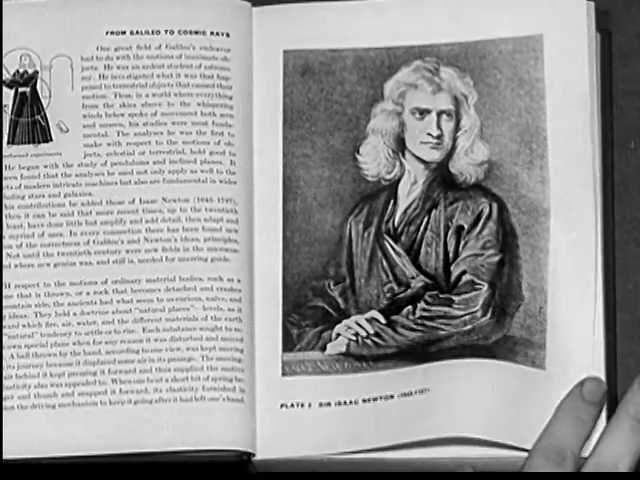 FROM GALILEO TO COSMIC RAYS
One great field of Galileo's endeavor
had to do with the motions of inanimate ob-
jects. He was an ardent student of astrono-
my. He investigated what it was that hap-
pened to terrestrial objects that caused their
motion. Thus, in a world where everything
from the skies above to the whispering
winds below spoke of movement both seen
and unseen, his studies were most funda-
mental. The analyses he was the first to
make with respect to the motions of ob-
jects, celestial or terrestrial, hold good to
performed experiments
He began with the study of pendulums and inclined planes. It
seen found that the analyses he used not only apply as well to the
of modern intricate machines but also are fundamental in wider
stars and galaxies.
his contributions be added those of Isaac Newton
then it can be said that more recent times, up to the twentieth
least, have done little but amplify and add detail, then adapt and
myriad of uses. In every connection there has been found new
of the correctness of Galileo's and Newton's ideas, principles,
Not until the twentieth century were new fields in the
where new genius was, and still is, needed for unerring guide.
respect to the motions of ordinary material bodies, such as a
that is thrown, or a rock that becomes detached and crashes
side, the ancients had what seem to us curious, naive, and
ideas. They held a doctrine about "natural places"—levels, as it
which fire, air, water, and the different materials of the earth
"natural" tendency to settle or to rise. Each substance sought to
own special plane when for any reason it was disturbed and moved
A ball thrown by the hand, according to one view, was kept moving
its journey because it displaced some air in its passage. The moving
air behind it kept pressing it forward and thus supplied the motive
elasticity also was appealed to. When one bent a short bit of spring
and thumb and snapped it forward, its elasticity furnished
the driving mechanism to keep it going after it had left one's hand.
PLATE 2 SIR ISAAC NEWTON